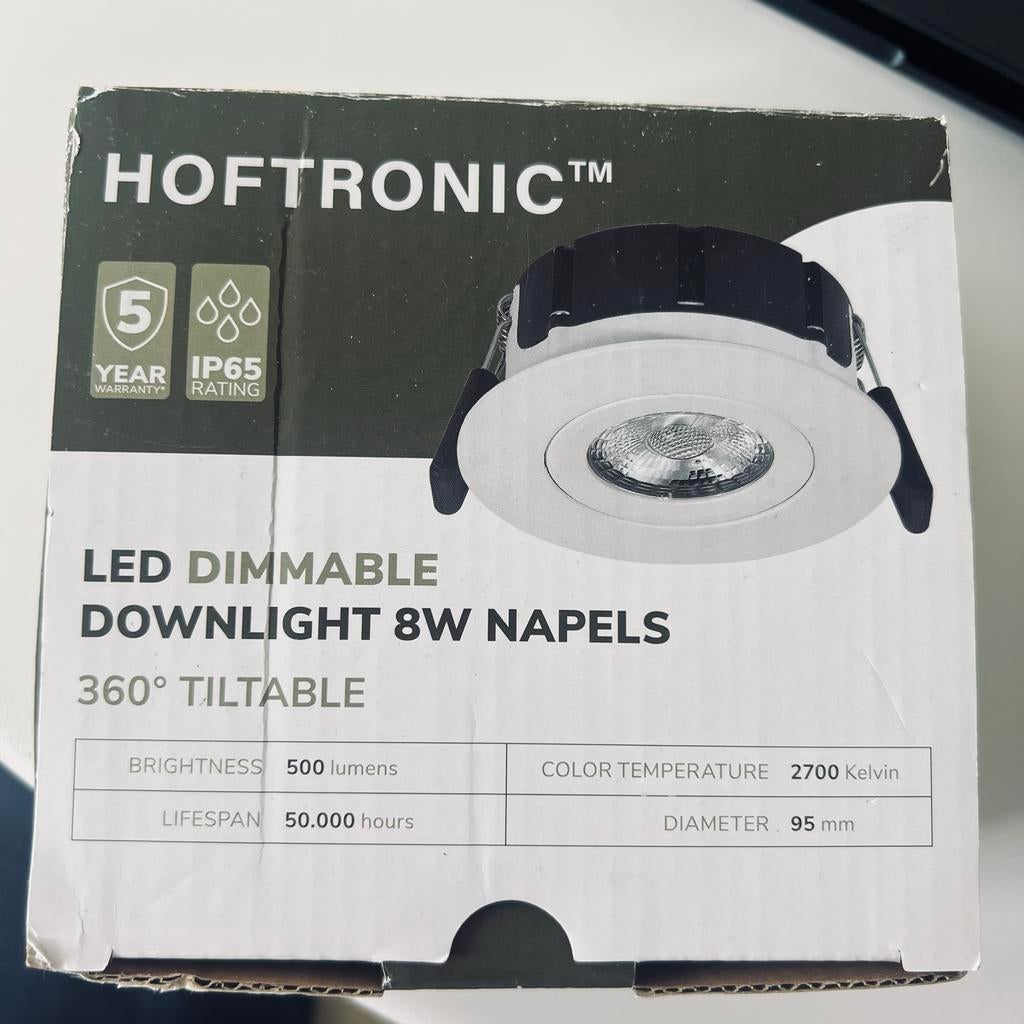 HOFTRONIC™
5
YEAR
WARRANTY*
IP65
RATING
LED DIMMABLE
DOWNLIGHT 8W NAPELS
360° TILTABLE
BRIGHTNESS 500 lumens
COLOR TEMPERATURE 2700 Kelvin
LIFESPAN 50.000 hours
DIAMETER 95 mm